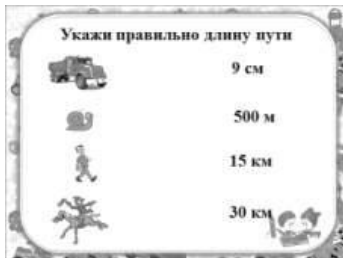 Укажи правильно длину пути
9 см
500 м
15 км
30 км